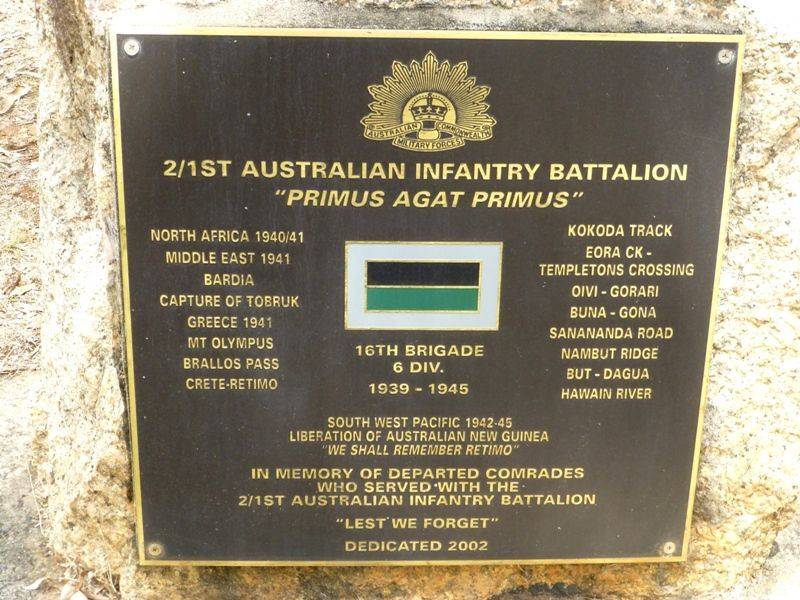 AUSTRALIAN COMMONWEALTH
MILITARY FORCES
2/1ST AUSTRALIAN INFANTRY BATTALION
"PRIMUS AGAT PRIMUS"
NORTH AFRICA 1940/41
MIDDLE EAST 1941
BARDIA
CAPTURE OF TOBRUK
GREECE 1941
MT OLYMPUS
BRALLOS PASS
CRETE-RETIMO
16TH BRIGADE
6 DIV.
1939 - 1945
KOKODA TRACK
EORA CK -
TEMPLETONS CROSSING
OIVI - GORARI
BUNA - GONA
SANANANDA ROAD
NAMBUT RIDGE
BUT - DAGUA
HAWAIN RIVER
SOUTH WEST PACIFIC 1942-45
LIBERATION OF AUSTRALIAN NEW GUINEA
"WE SHALL REMEMBER RETIMO"
IN MEMORY OF DEPARTED COMRADES
WHO SERVED WITH THE
2/1ST AUSTRALIAN INFANTRY BATTALION
"LEST WE FORGET"
DEDICATED 2002